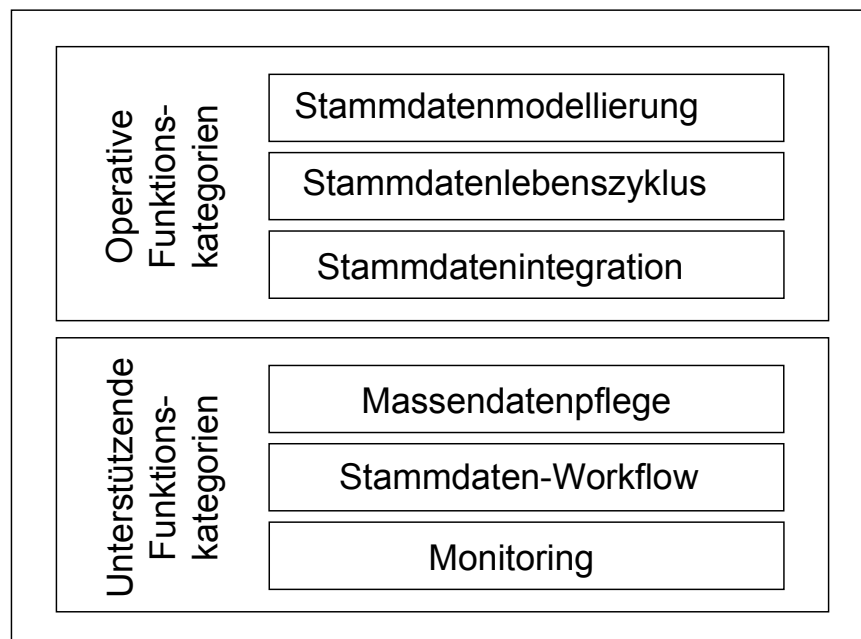 Operative
Funktions-
kategorien
Stammdatenmodellierung
Stammdatenlebenszyklus
Stammdatenintegration
Unterstützende
Funktions-
kategorien
Massendatenpflege
Stammdaten-Workflow
Monitoring